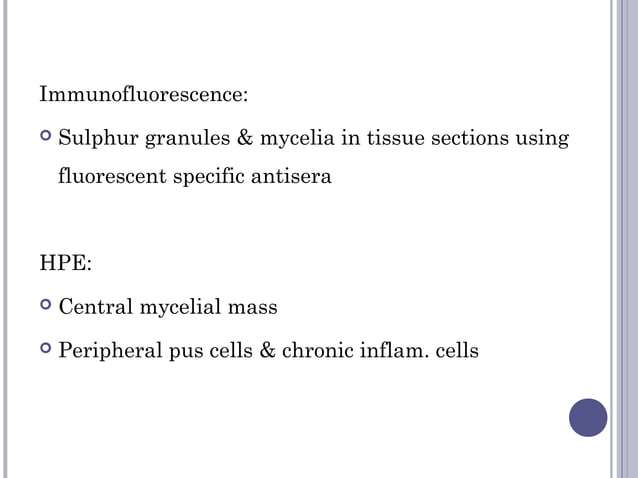 Immunofluorescence:
Sulphur granules & mycelia in tissue sections using
fluorescent specific antisera
HPE:
Central mycelial mass
Peripheral pus cells & chronic inflam. cells